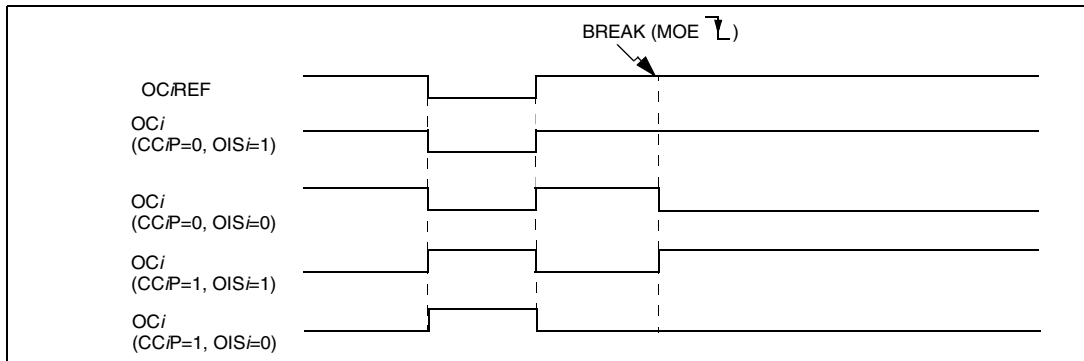 BREAK (MOE )
OCiREF
OCi
(CCiP=0, OISi=1)
OCi
(CCiP=0, OISi=0)
OCi
(CCiP=1, OISi=1)
OCi
(CCiP=1, OISi=0)